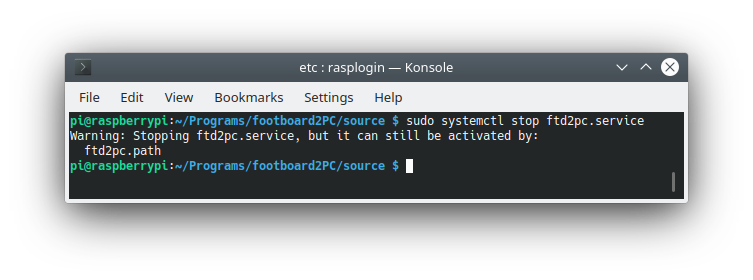 etc : rasplogin — Konsole
File Edit View Bookmarks Settings Help
pi@raspberrypi:~/Programs/footboard2PC/source $ sudo systemctl stop ftd2pc.service
Warning: Stopping ftd2pc.service, but it can still be activated by:
  ftd2pc.path
pi@raspberrypi:~/Programs/footboard2PC/source $